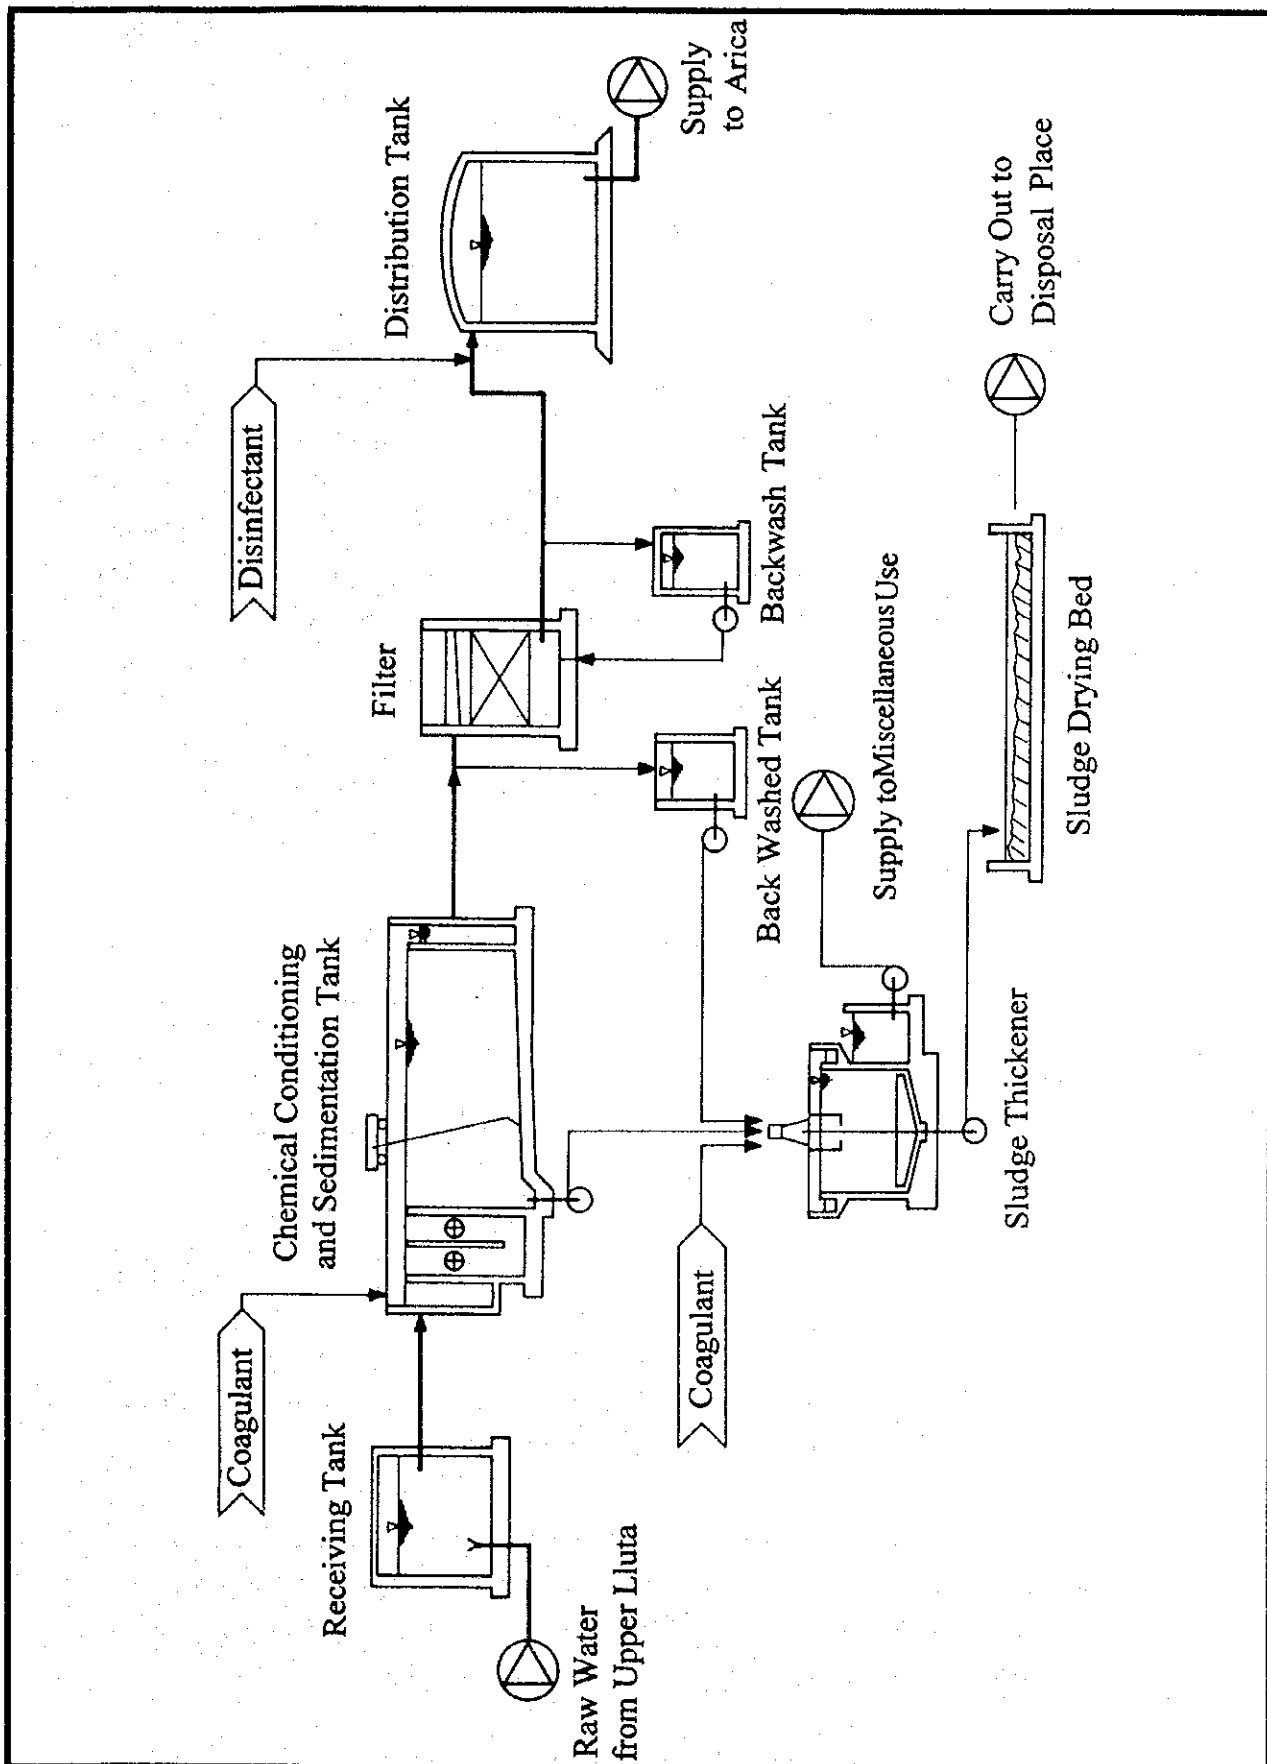 Raw Water
from Upper Lluta
Receiving Tank
Coagulant
Chemical Conditioning
and Sedimentation Tank
Filter
Disinfectant
Distribution Tank
Supply
to Arica
Backwash Tank
Back Washed Tank
Coagulant
Sludge Thickener
Supply toMiscellaneous Use
Sludge Drying Bed
Carry Out to
Disposal Place